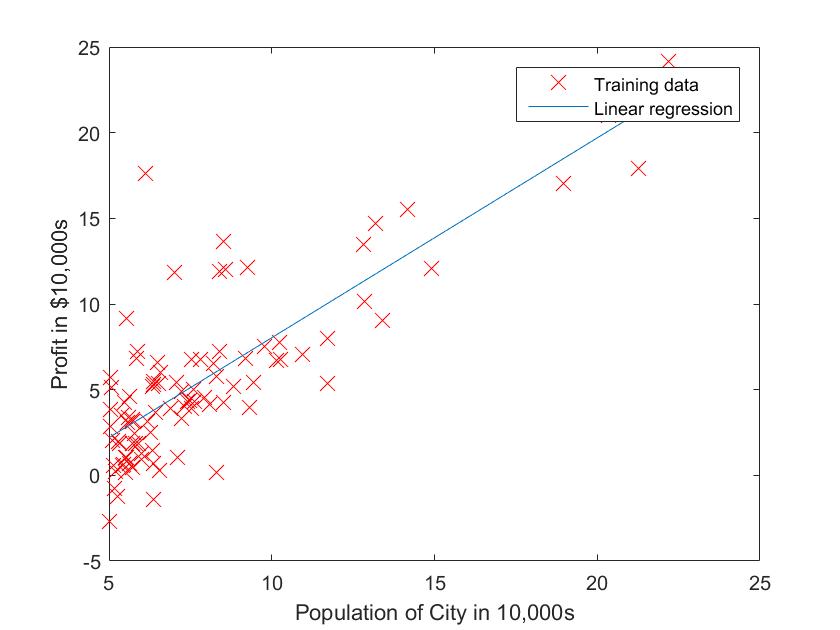 25
Training data
Linear regression
20
15
10
5
0
-5
5 10 15 20 25
Profit in $10,000s
Population of City in 10,000s